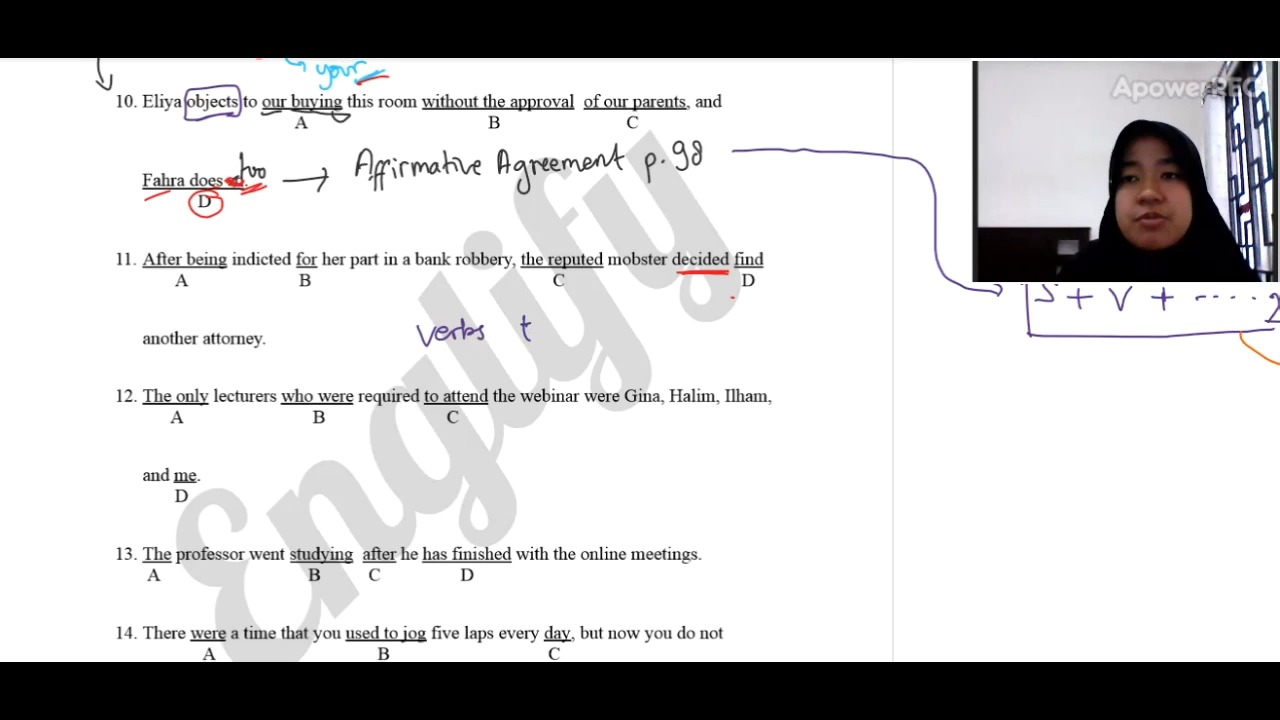 your
10. Eliya objects to our buying this room without the approval of our parents, and
A B C
Fahra does too → Affirmative Agreement p. 98
D
11. After being indicted for her part in a bank robbery, the reputed mobster decided find
A B C D
S + V + ....
another attorney. verbs t
12. The only lecturers who were required to attend the webinar were Gina, Halim, Ilham,
A B C
and me.
D
13. The professor went studying after he has finished with the online meetings.
A B C D
14. There were a time that you used to jog five laps every day, but now you do not
A B C
Englify